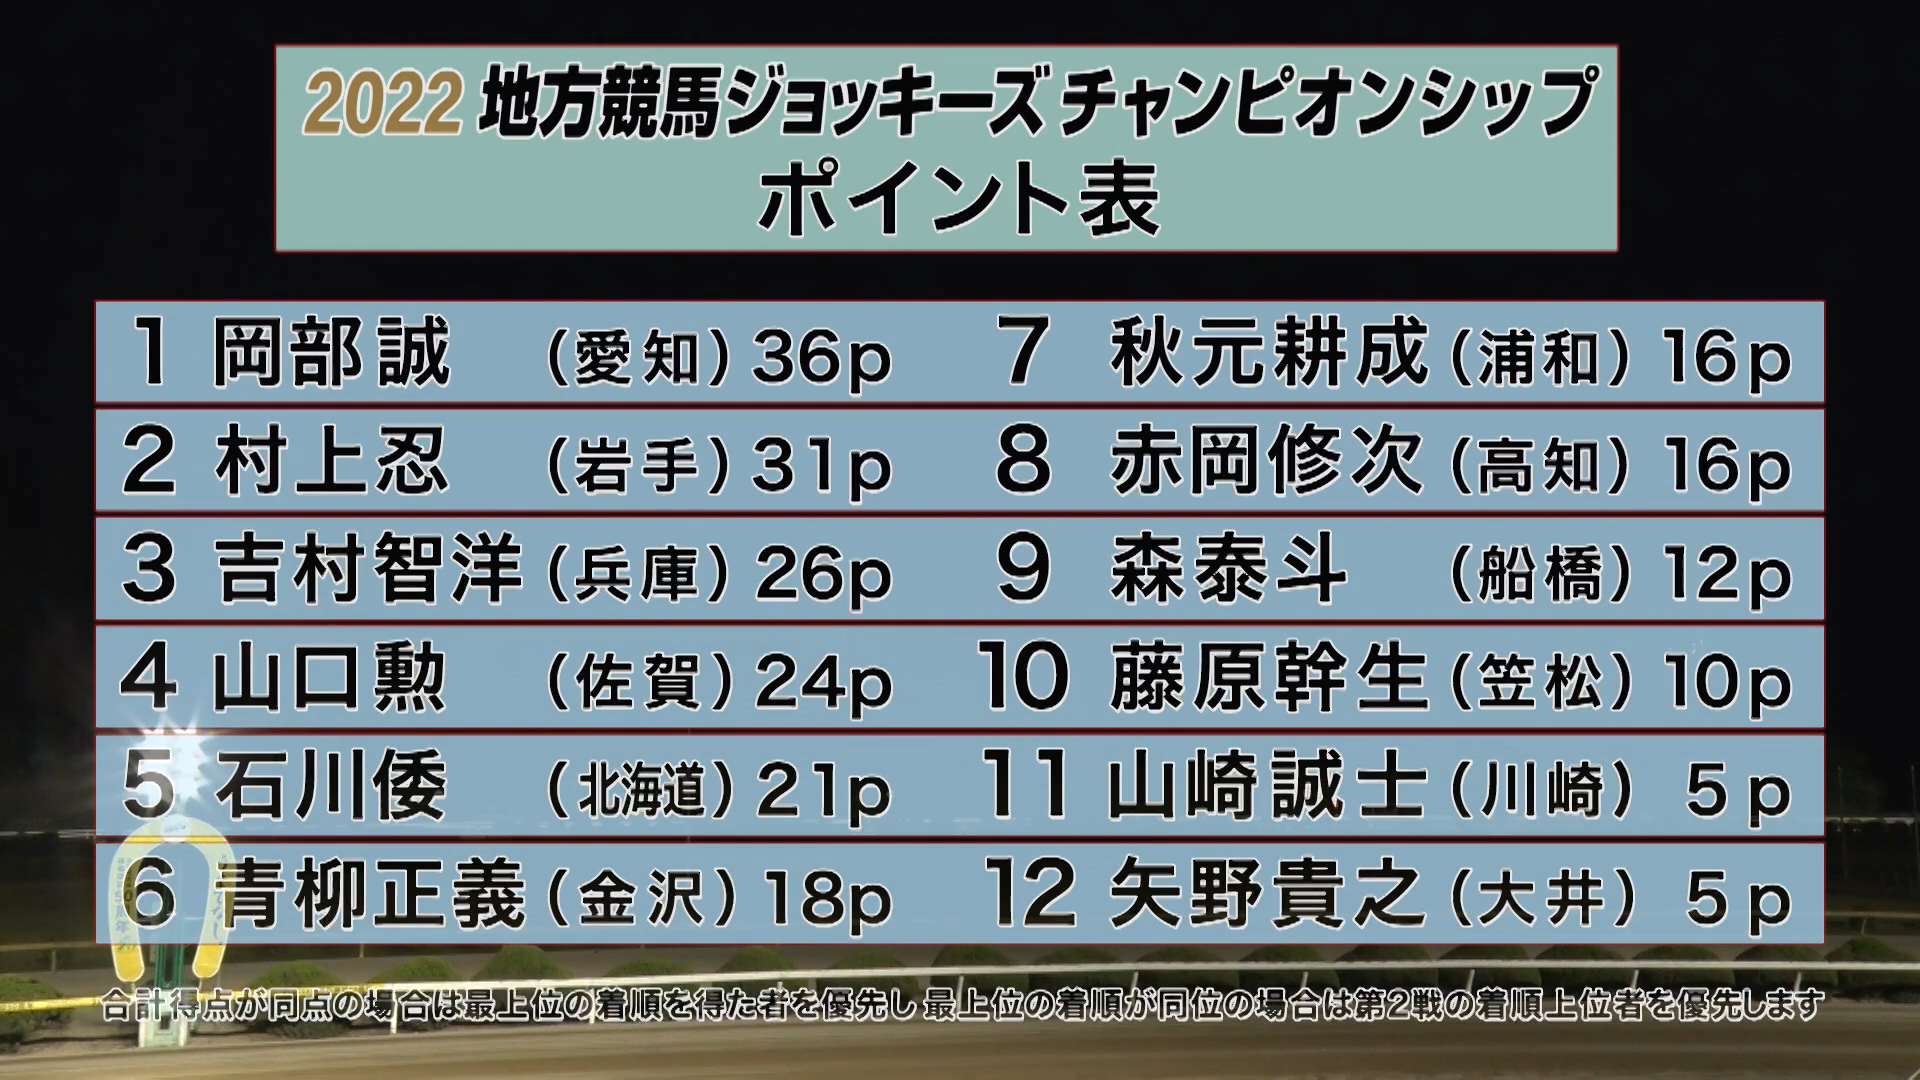 2022 地方競馬ジョッキーズチャンピオンシップ
ポイント表
1 岡部誠 (愛知) 36p
2 村上忍 (岩手) 31p
3 吉村智洋 (兵庫) 26p
4 山口勲 (佐賀) 24p
5 石川倭 (北海道) 21p
6 青柳正義 (金沢) 18p
7 秋元耕成 (浦和) 16p
8 赤岡修次 (高知) 16p
9 森泰斗 (船橋) 12p
10 藤原幹生 (笠松) 10p
11 山崎誠士 (川崎) 5p
12 矢野貴之 (大井) 5p
合計得点が同点の場合は最上位の着順を得た者を優先し 最上位の着順が同位の場合は第2戦の着順上位者を優先します